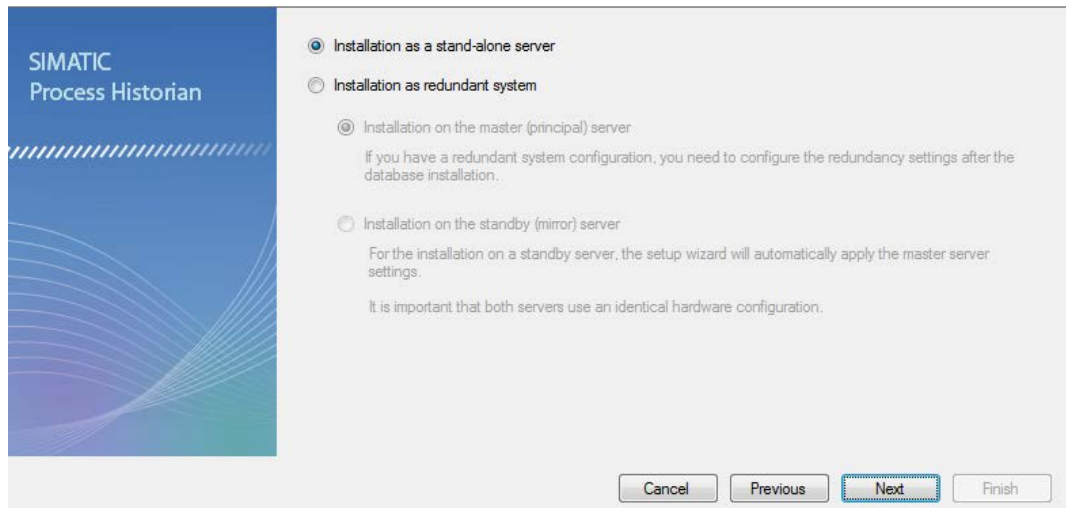 SIMATIC
Process Historian
Installation as a stand-alone server
Installation as redundant system
Installation on the master (principal) server
If you have a redundant system configuration, you need to configure the redundancy settings after the
database installation.
Installation on the standby (mirror) server
For the installation on a standby server, the setup wizard will automatically apply the master server
settings.
It is important that both servers use an identical hardware configuration.
Cancel Previous Next Finish